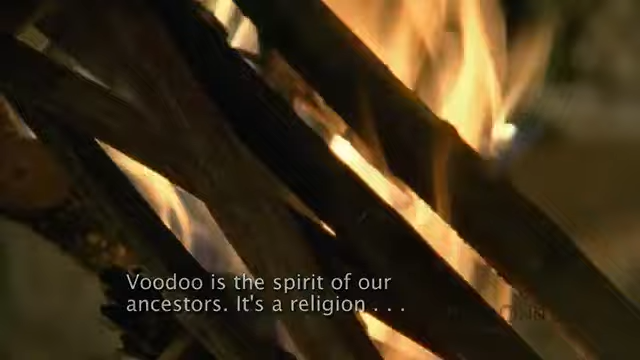 Voodoo is the spirit of our
ancestors. It's a religion . . .